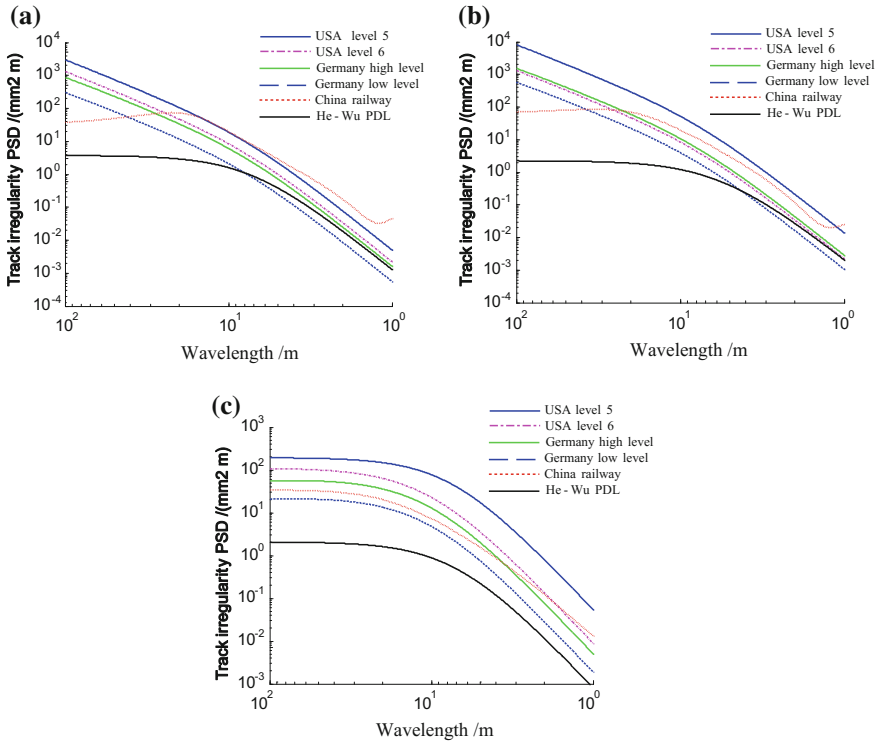 (a)
Track irregularity PSD /(mm2 m)
10^4
10^3
10^2
10^1
10^0
10^-1
10^-2
10^-3
10^-4
10^2
10^1
10^0
Wavelength /m
USA level 5
USA level 6
Germany high level
Germany low level
China railway
He - Wu PDL
(b)
Track irregularity PSD /(mm2 m)
10^4
10^3
10^2
10^1
10^0
10^-1
10^-2
10^-3
10^-4
10^2
10^1
10^0
Wavelength /m
USA level 5
USA level 6
Germany high level
Germany low level
China railway
He - Wu PDL
(c)
Track irregularity PSD /(mm2 m)
10^3
10^2
10^1
10^0
10^-1
10^-2
10^-3
10^2
10^1
10^0
Wavelength /m
USA level 5
USA level 6
Germany high level
Germany low level
China railway
He - Wu PDL